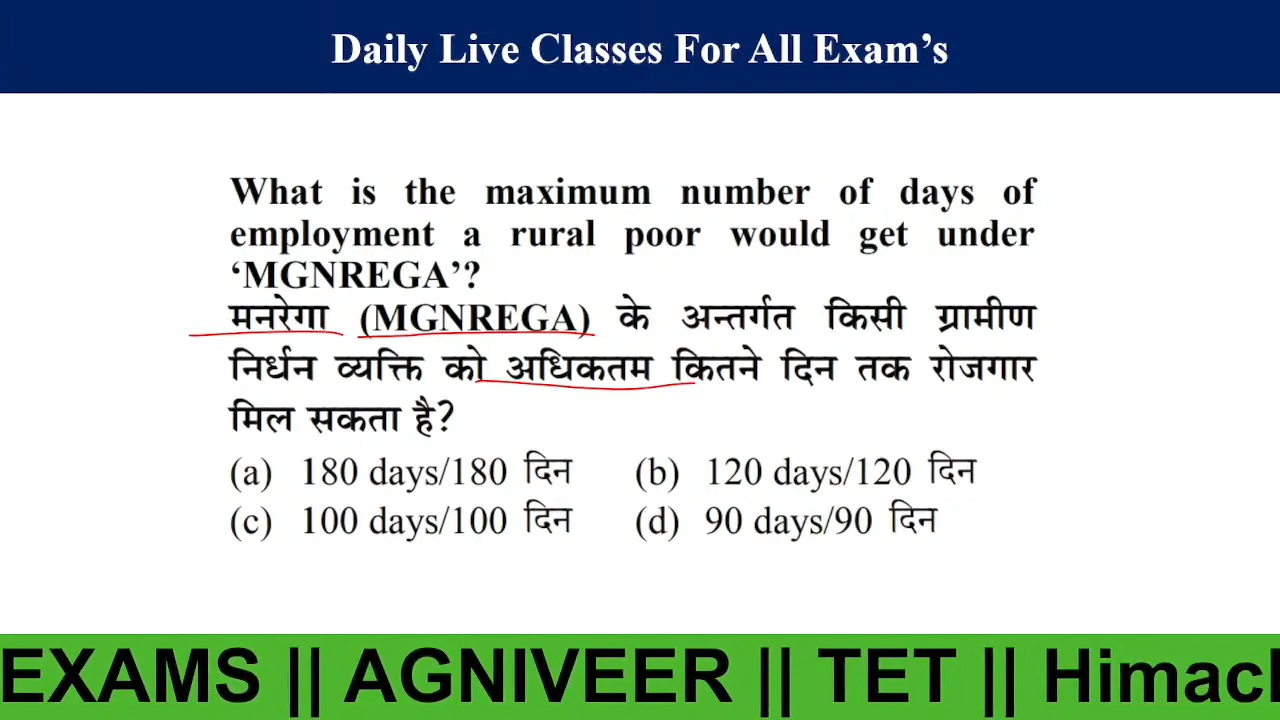 Daily Live Classes For All Exam’s
What is the maximum number of days of
employment a rural poor would get under
‘MGNREGA’?
मनरेगा (MGNREGA) के अन्तर्गत किसी ग्रामीण
निर्धन व्यक्ति को अधिकतम कितने दिन तक रोजगार
मिल सकता है?
(a) 180 days/180 दिन (b) 120 days/120 दिन
(c) 100 days/100 दिन (d) 90 days/90 दिन
EXAMS || AGNIVEER || TET || Himach